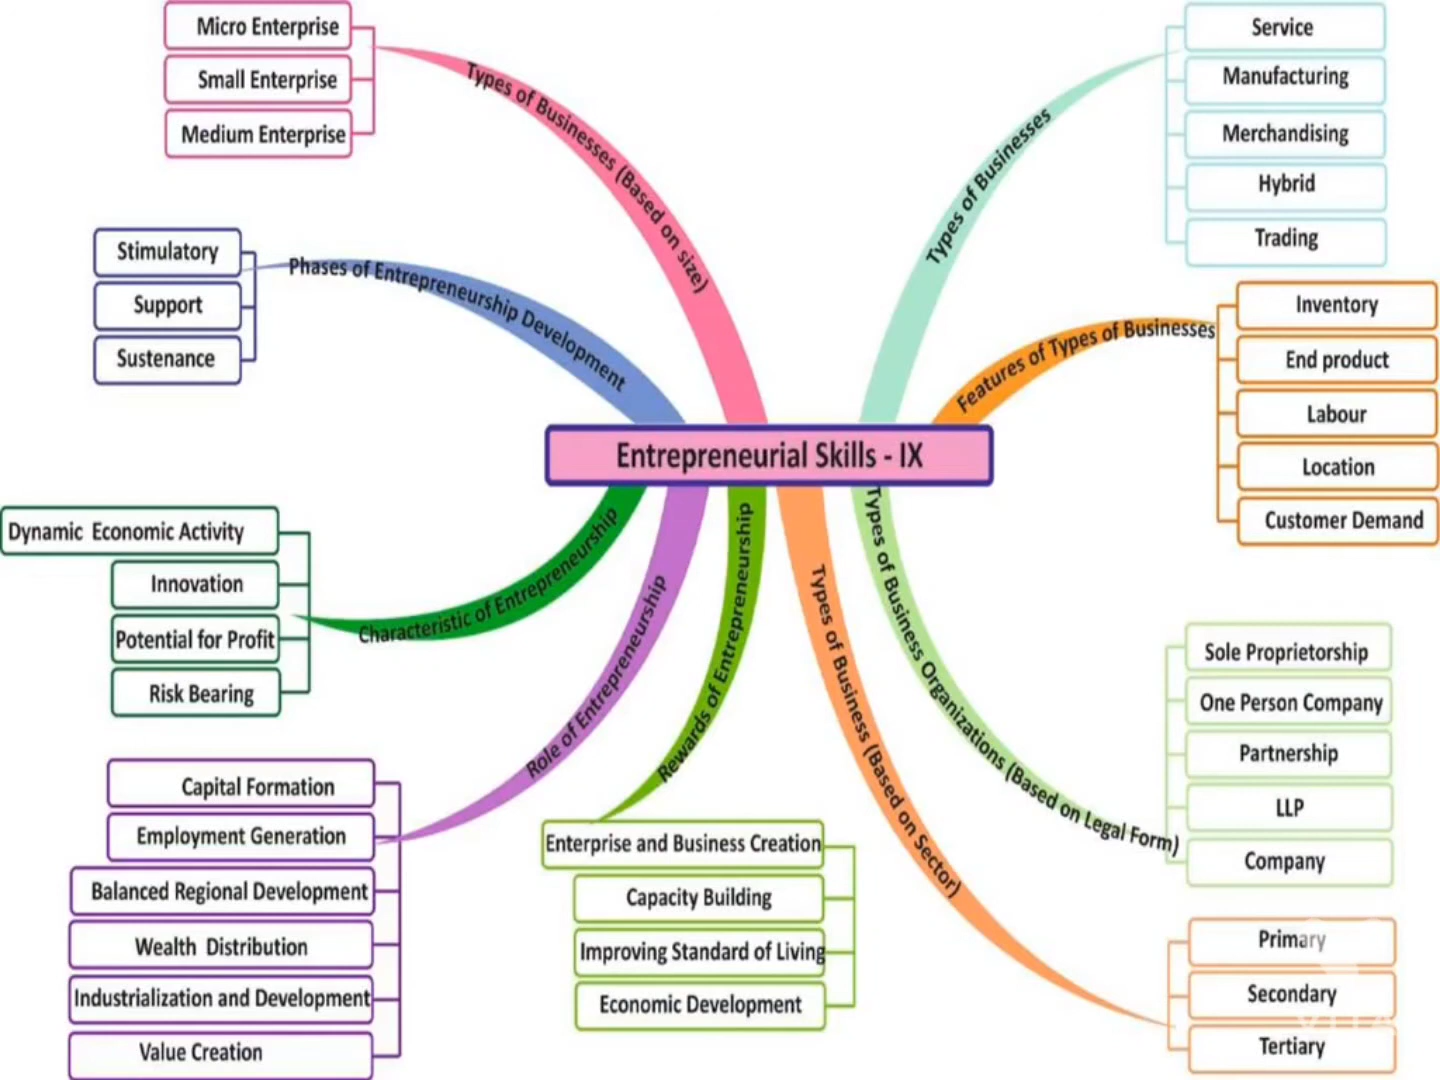 Micro Enterprise
Small Enterprise
Medium Enterprise
Types of Businesses (Based on size)
Stimulatory
Support
Sustenance
Phases of Entrepreneurship Development
Entrepreneurial Skills - IX
Dynamic Economic Activity
Innovation
Potential for Profit
Risk Bearing
Characteristic of Entrepreneurship
Capital Formation
Employment Generation
Balanced Regional Development
Wealth Distribution
Industrialization and Development
Value Creation
Role of Entrepreneurship
Rewards of Entrepreneurship
Enterprise and Business Creation
Capacity Building
Improving Standard of Living
Economic Development
Types of Businesses
Service
Manufacturing
Merchandising
Hybrid
Trading
Features of Types of Businesses
Inventory
End product
Labour
Location
Customer Demand
Types of Business Organizations (Based on Legal Form)
Sole Proprietorship
One Person Company
Partnership
LLP
Company
Types of Business (Based on Sector)
Primary
Secondary
Tertiary